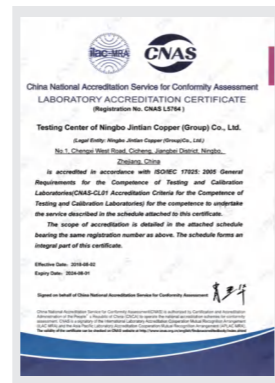 ilac-MRA
CNAS
China National Accreditation Service for Conformity Assessment
LABORATORY ACCREDITATION CERTIFICATE
(Registration No. CNAS L5764 )
Testing Center of Ningbo Jintian Copper (Group) Co., Ltd.
(Legal Entity: Ningbo Jintian Copper (Group) Co., Ltd.)
No.1, Chengxi West Road, Cicheng, Jiangbei District, Ningbo,
Zhejiang, China
is accredited in accordance with ISO/IEC 17025: 2005 General
Requirements for the Competence of Testing and Calibration
Laboratories(CNAS-CL01 Accreditation Criteria for the Competence of
Testing and Calibration Laboratories) for the competence to undertake
the service described in the schedule attached to this certificate.
The scope of accreditation is detailed in the attached schedule
bearing the same registration number as above. The schedule forms an
integral part of this certificate.
Effective Date: 2018-08-02
Expiry Date: 2024-08-01
Signed on behalf of China National Accreditation Service for Conformity Assessment